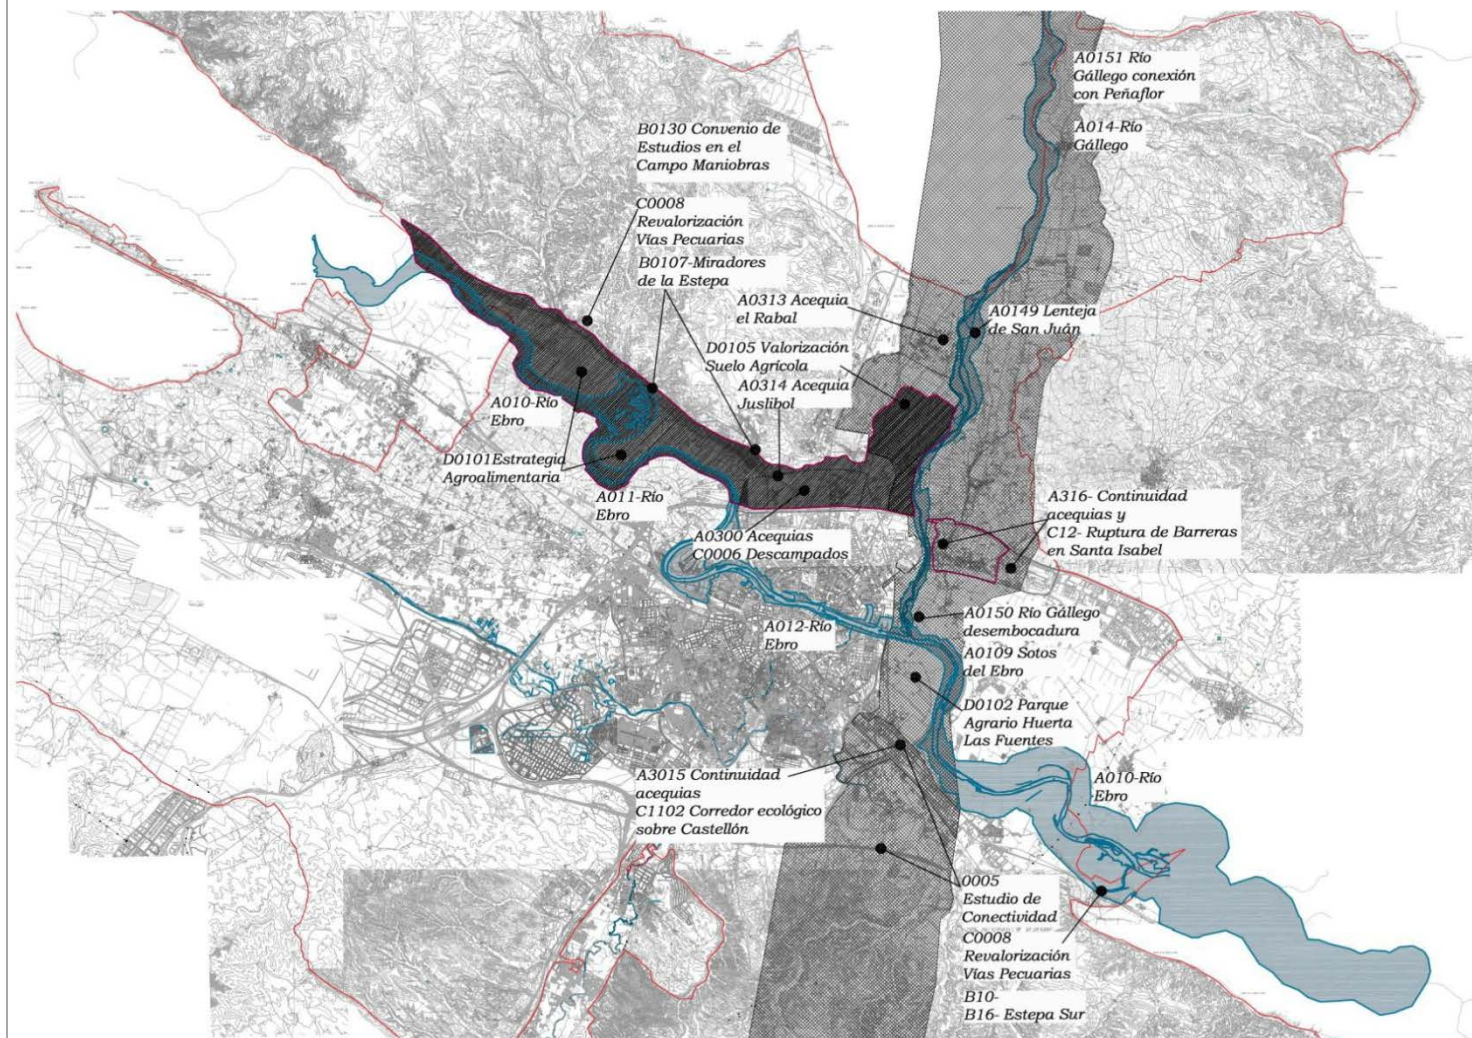 A0151 Río
Gállego conexión
con Peñaflor
A014-Río
Gállego
B0130 Convenio de
Estudios en el
Campo Maniobras
C0008
Revalorización
Vías Pecuarias
B0107-Miradores
de la Estepa
A0313 Acequia
el Rabal
A0149 Lenteja
de San Juán
D0105 Valorización
Suelo Agrícola
A0314 Acequia
Juslibol
A010-Río
Ebro
D0101Estrategia
Agroalimentaria
A011-Río
Ebro
A0300 Acequias
C0006 Descampados
A316- Continuidad
acequias y
C12- Ruptura de Barreras
en Santa Isabel
A012-Río
Ebro
A0150 Río Gállego
desembocadura
A0109 Sotos
del Ebro
D0102 Parque
Agrario Huerta
Las Fuentes
A3015 Continuidad
acequias
C1102 Corredor ecológico
sobre Castellón
A010-Río
Ebro
0005
Estudio de
Conectividad
C0008
Revalorización
Vías Pecuarias
B10-
B16- Estepa Sur